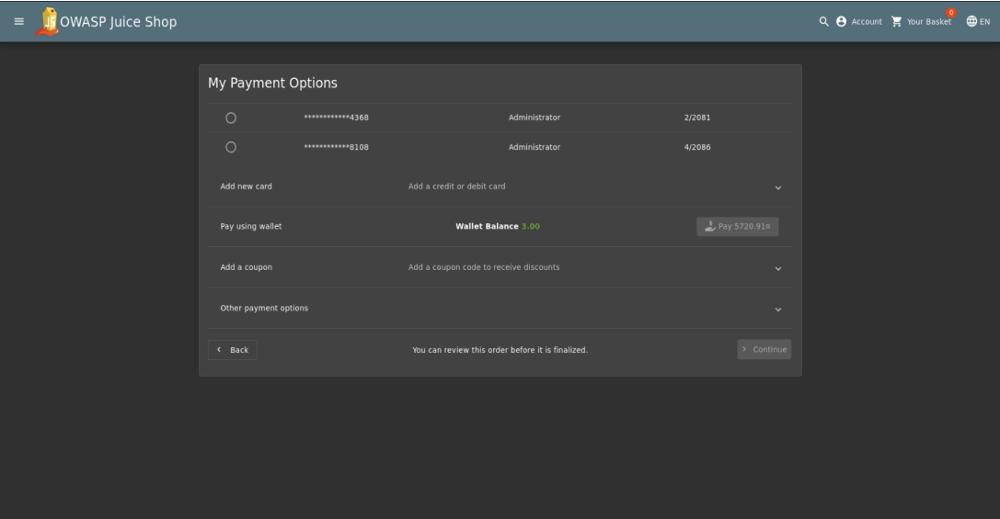 OWASP Juice Shop
Account
0
Your Basket
EN
My Payment Options
************4368 Administrator 2/2081
************8108 Administrator 4/2086
Add new card Add a credit or debit card
Pay using wallet Wallet Balance 3.00 Pay 5720.91¤
Add a coupon Add a coupon code to receive discounts
Other payment options
Back You can review this order before it is finalized. Continue